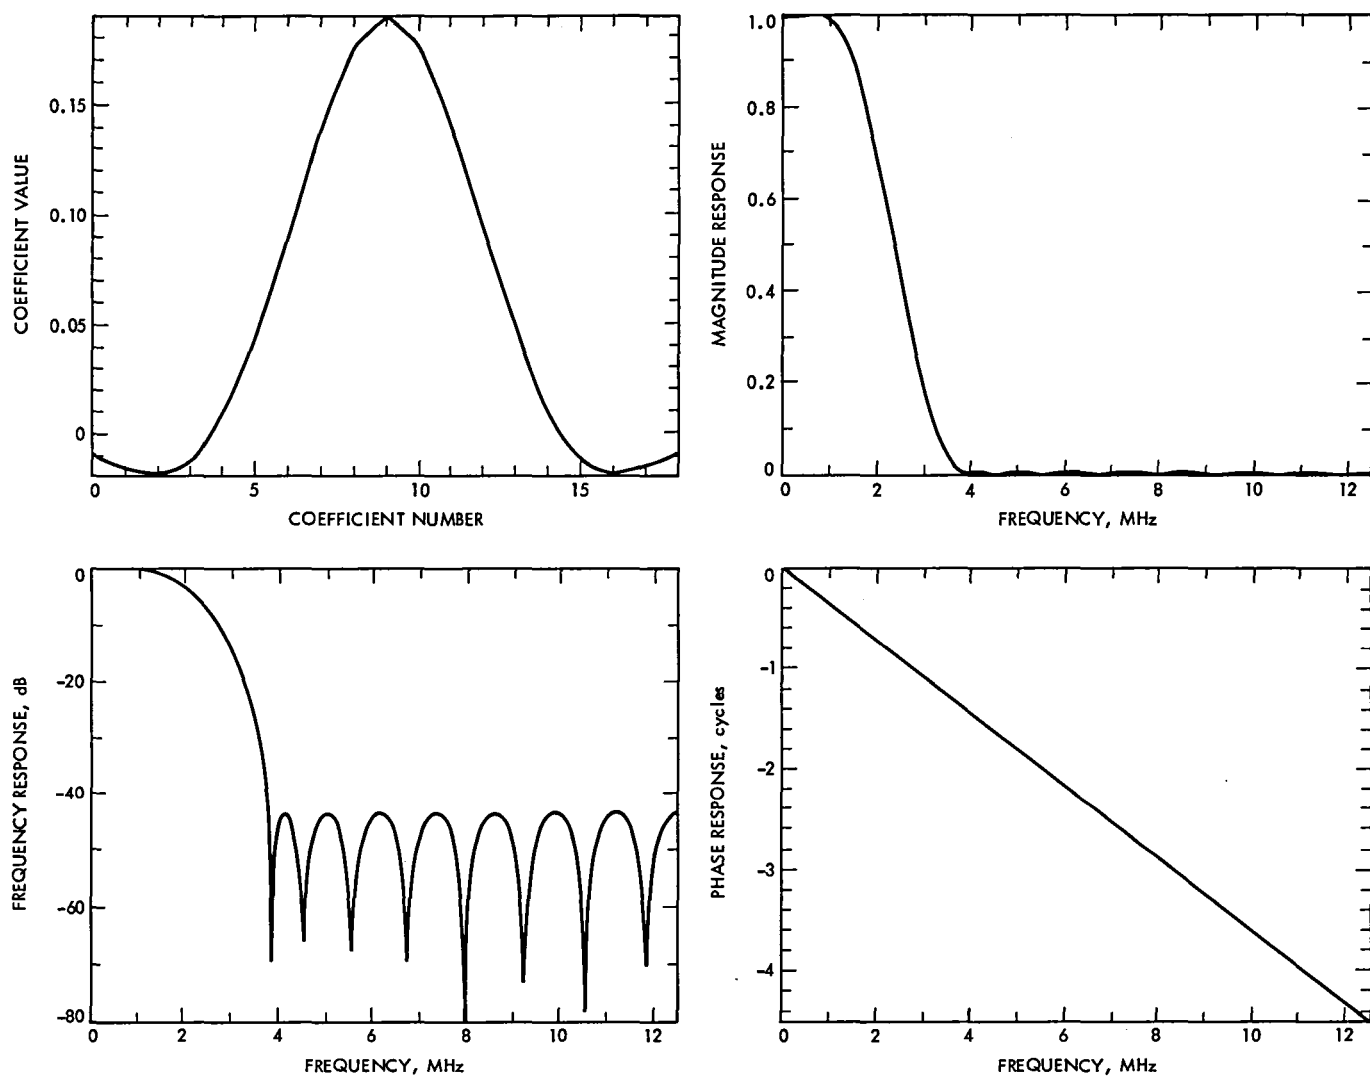 COEFFICIENT VALUE
0.15
0.10
0.05
0
0 5 10 15
COEFFICIENT NUMBER
MAGNITUDE RESPONSE
1.0
0.8
0.6
0.4
0.2
0
0 2 4 6 8 10 12
FREQUENCY, MHz
FREQUENCY RESPONSE, dB
0
-20
-40
-60
-80
0 2 4 6 8 10 12
FREQUENCY, MHz
PHASE RESPONSE, cycles
0
-1
-2
-3
-4
0 2 4 6 8 10 12
FREQUENCY, MHz